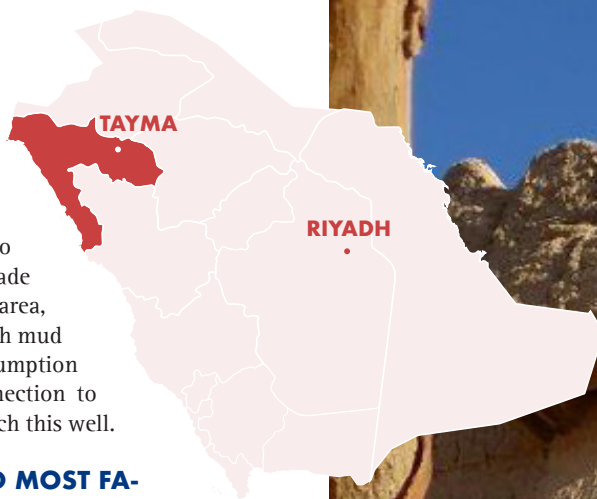 TAYMA
RIYADH
o
ade
area,
h mud
umption
nection to
ch this well.
MOST FA-